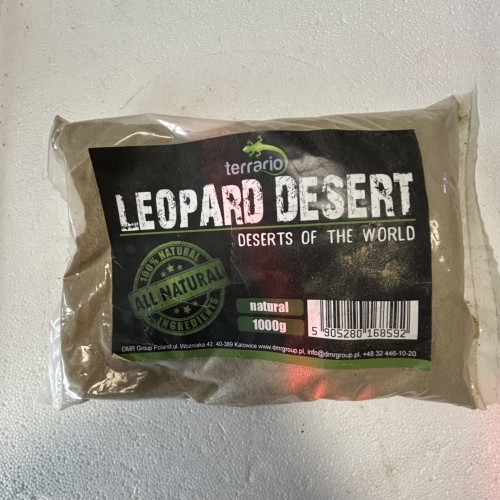 terrario
LEOPARD DESERT
DESERTS OF THE WORLD
100% NATURAL
ALL NATURAL
INGREDIENTS
natural
1000g
5 905280 168592
DMR Group Poland ul. Wozniaka 42, 40-389 Katowice www.dmrgroup.pl, info@dmrgroup.pl, +48 32 446-10-20